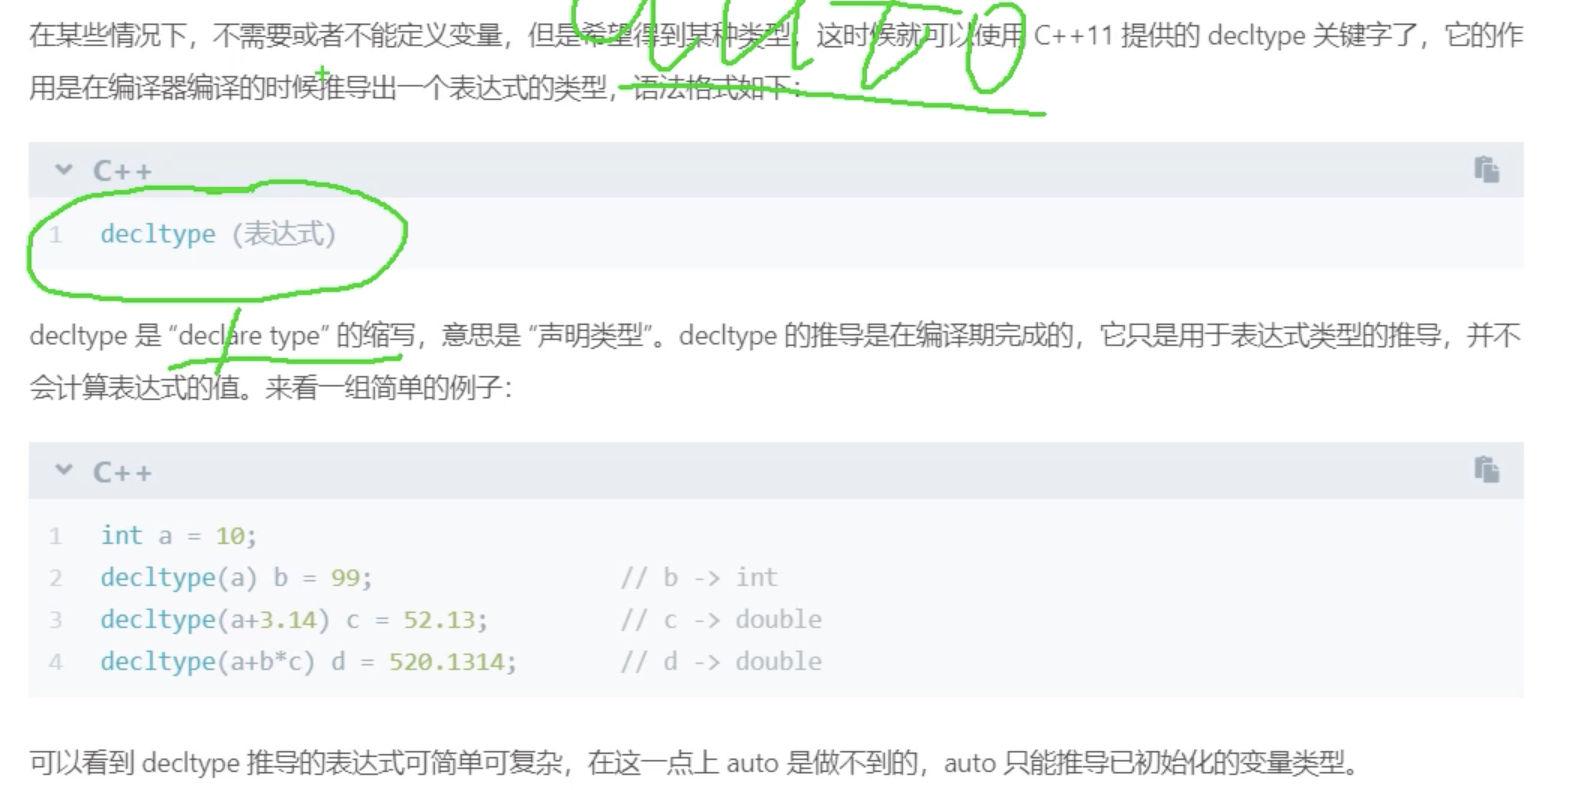 auto
在某些情况下，不需要或者不能定义变量，但是希望得到某种类型，这时候就可以使用 C++11 提供的 decltype 关键字了，它的作
用是在编译器编译的时候推导出一个表达式的类型，语法格式如下：
C++
1 decltype (表达式)
decltype 是 “declare type” 的缩写，意思是 “声明类型”。decltype 的推导是在编译期完成的，它只是用于表达式类型的推导，并不
会计算表达式的值。来看一组简单的例子：
C++
1 int a = 10;
2 decltype(a) b = 99; // b -> int
3 decltype(a+3.14) c = 52.13; // c -> double
4 decltype(a+b*c) d = 520.1314; // d -> double
可以看到 decltype 推导的表达式可简单可复杂，在这一点上 auto 是做不到的，auto 只能推导已初始化的变量类型。